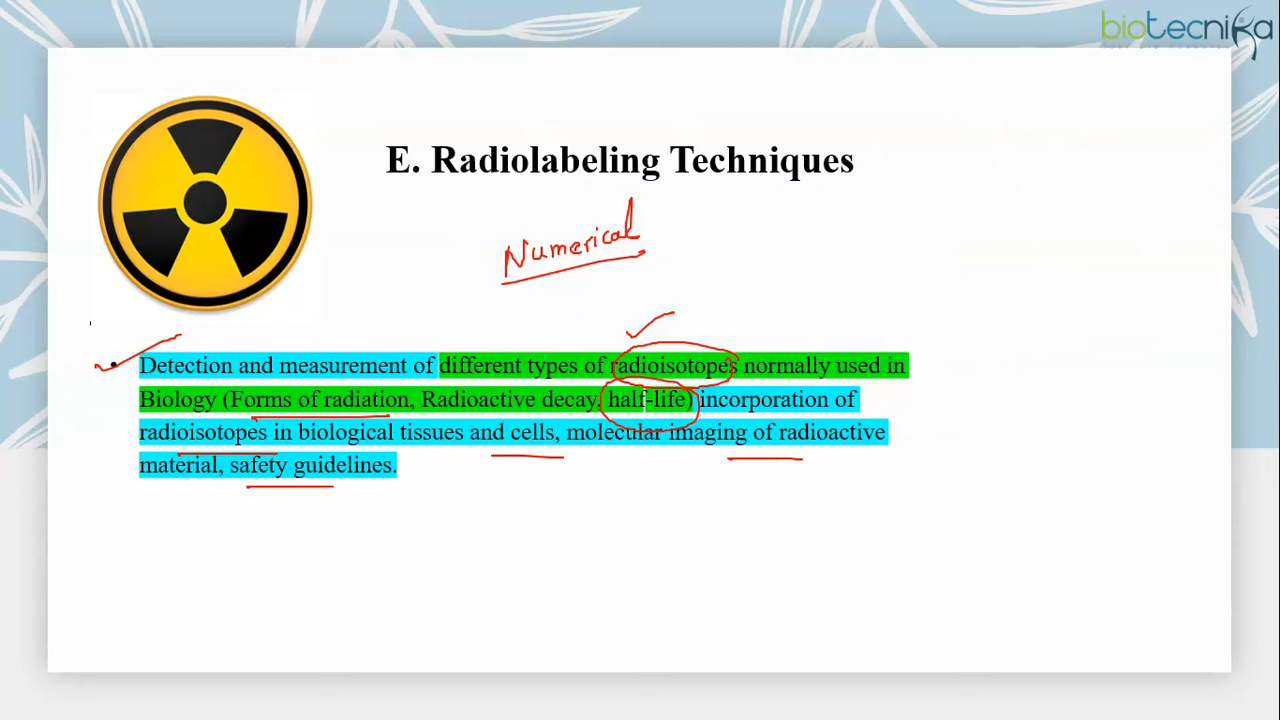 biotecnika
E. Radiolabeling Techniques
Numerical
• Detection and measurement of different types of radioisotopes normally used in
Biology (Forms of radiation, Radioactive decay, half-life) incorporation of
radioisotopes in biological tissues and cells, molecular imaging of radioactive
material, safety guidelines.